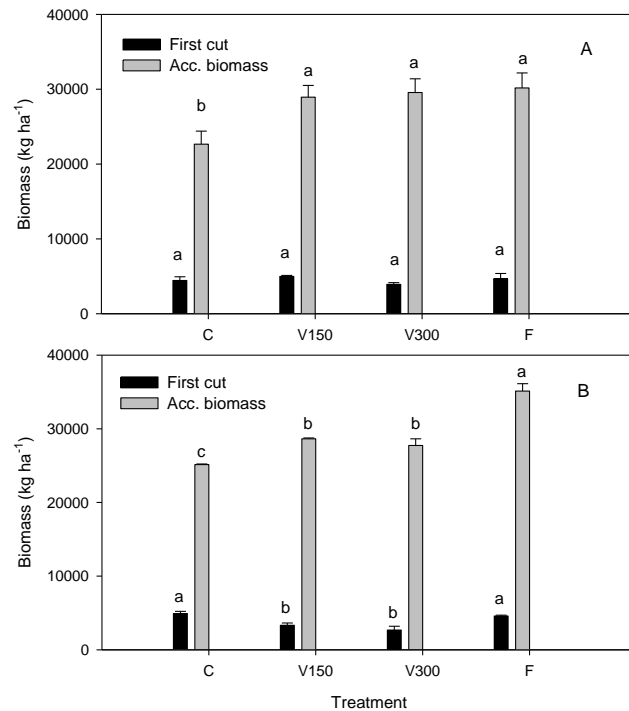 40000
First cut
A
Acc. biomass
a
a
a
30000
b
Biomass (kg ha⁻¹)
20000
10000
a
a
a
a
0
C
V150
V300
F
40000
a
First cut
B
Acc. biomass
b
b
30000
c
Biomass (kg ha⁻¹)
20000
10000
a
b
b
a
0
C
V150
V300
F
Treatment